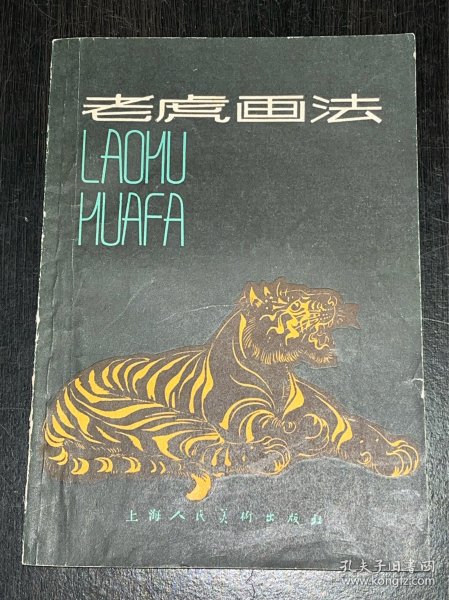 老虎画法
LAOHU
HUAFA
上海人民美术出版社
孔夫子旧书网
www.kongfz.com